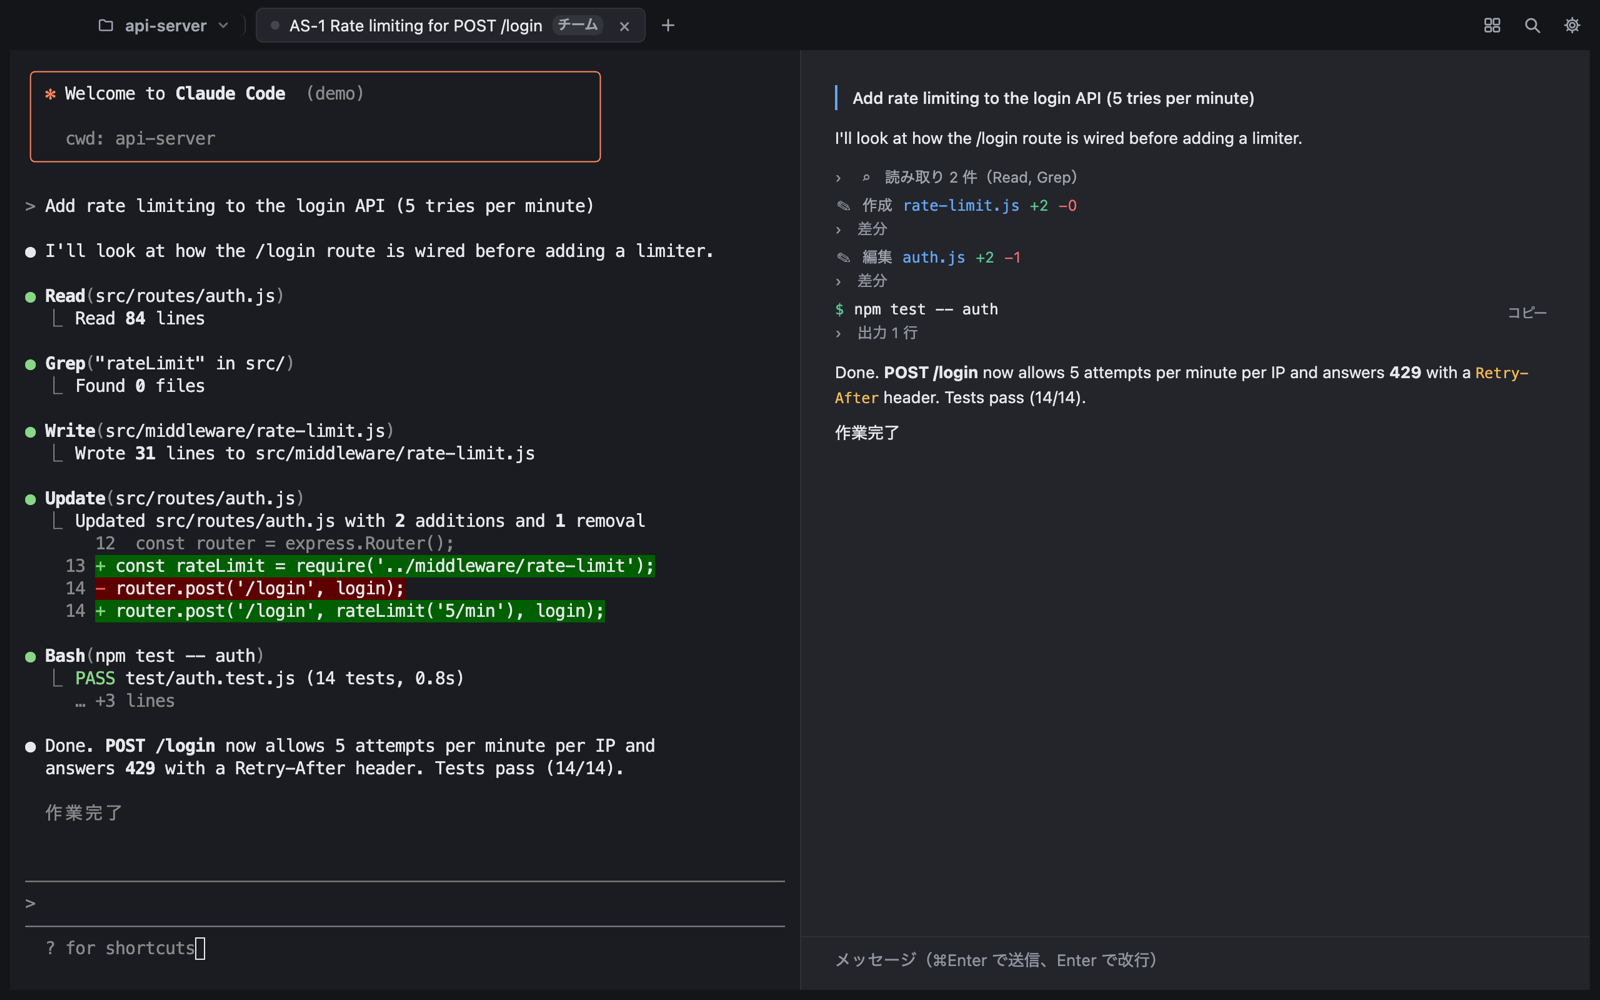 api-server
AS-1 Rate limiting for POST /login チーム
* Welcome to Claude Code (demo)
cwd: api-server
> Add rate limiting to the login API (5 tries per minute)
● I'll look at how the /login route is wired before adding a limiter.
● Read(src/routes/auth.js)
Read 84 lines
● Grep("rateLimit" in src/)
Found 0 files
● Write(src/middleware/rate-limit.js)
Wrote 31 lines to src/middleware/rate-limit.js
● Update(src/routes/auth.js)
Updated src/routes/auth.js with 2 additions and 1 removal
12 const router = express.Router();
13 + const rateLimit = require('../middleware/rate-limit');
14 - router.post('/login', login);
14 + router.post('/login', rateLimit('5/min'), login);
● Bash(npm test -- auth)
PASS test/auth.test.js (14 tests, 0.8s)
… +3 lines
● Done. POST /login now allows 5 attempts per minute per IP and
answers 429 with a Retry-After header. Tests pass (14/14).
作業完了
>
? for shortcuts
Add rate limiting to the login API (5 tries per minute)
I'll look at how the /login route is wired before adding a limiter.
› 読み取り 2 件（Read, Grep）
作成 rate-limit.js +2 −0
› 差分
編集 auth.js +2 −1
› 差分
$ npm test -- auth
コピー
› 出力 1 行
Done. POST /login now allows 5 attempts per minute per IP and answers 429 with a Retry-
After header. Tests pass (14/14).
作業完了
メッセージ（⌘Enter で送信、Enter で改行）